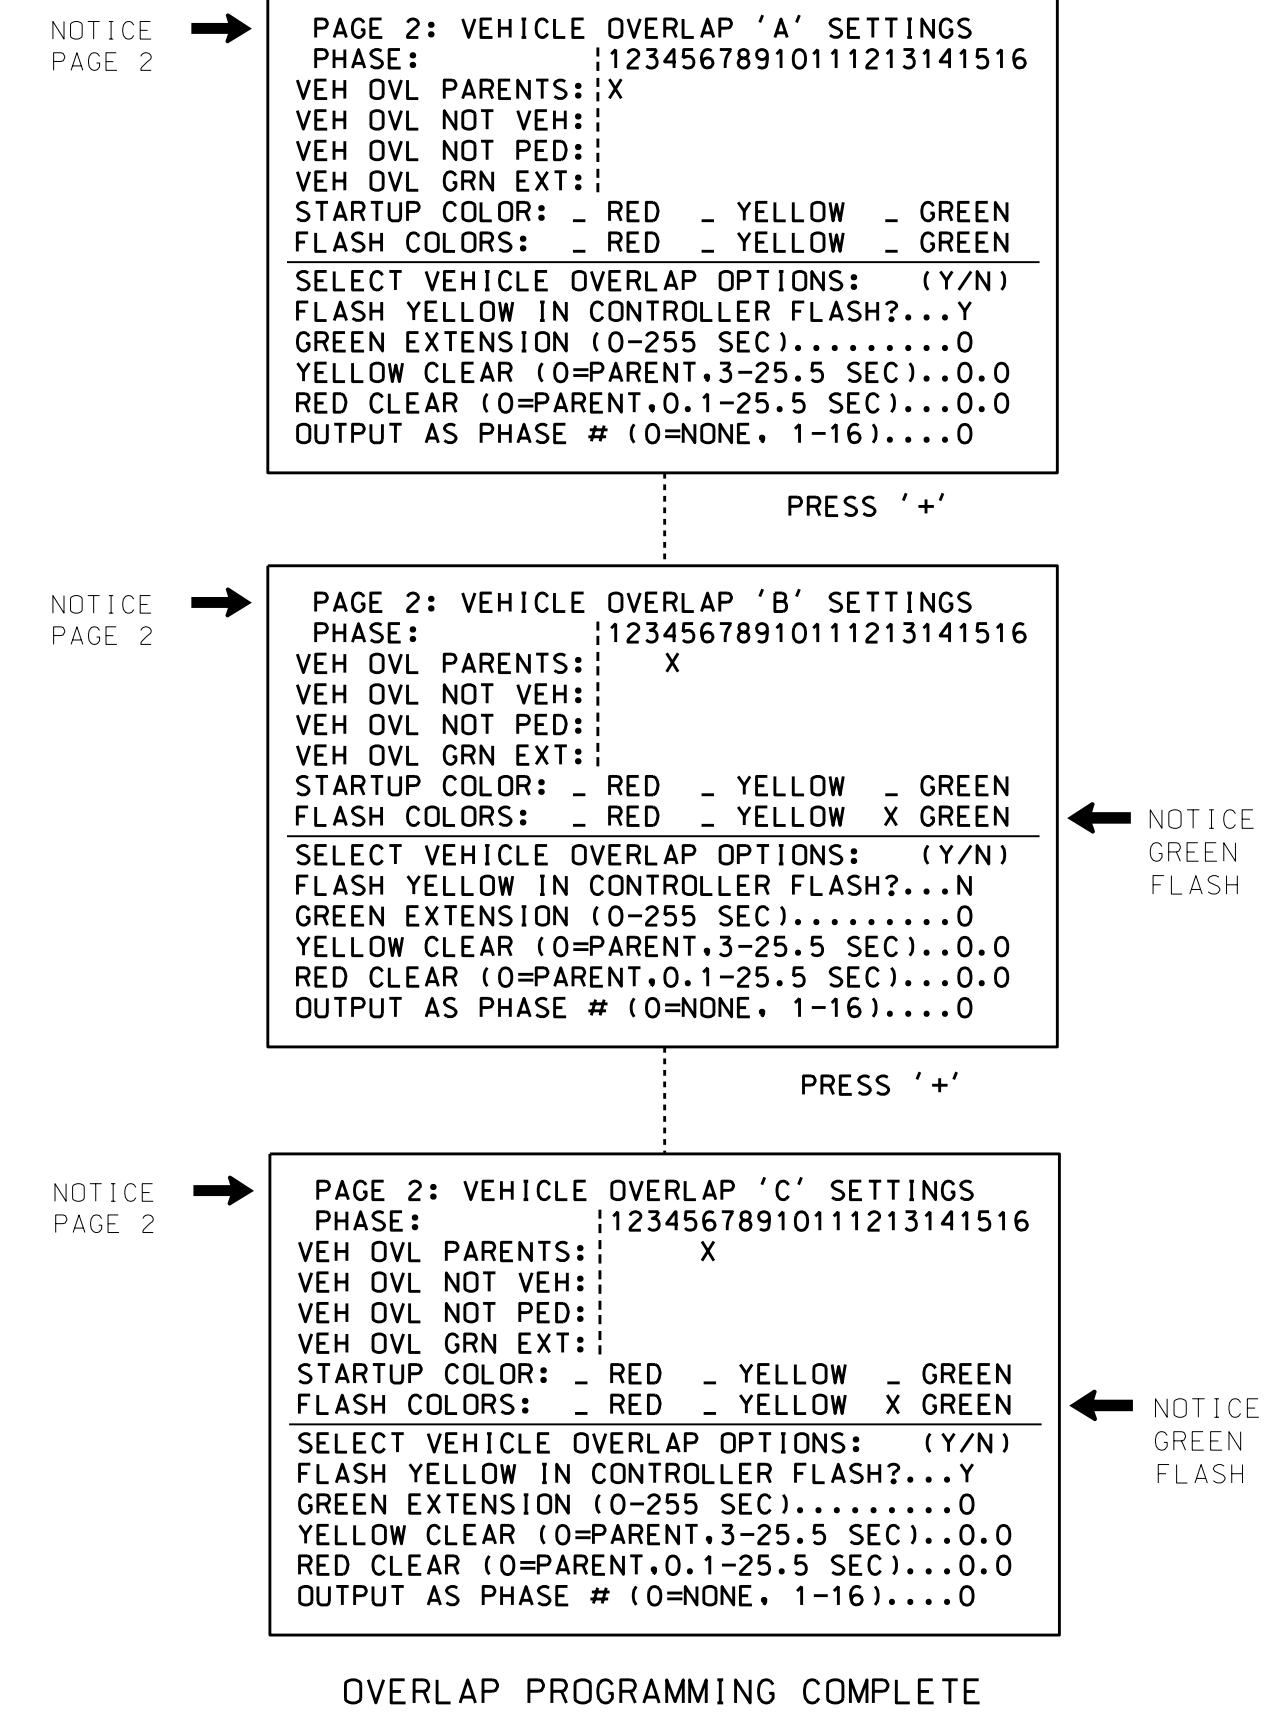 NOTICE
PAGE 2
PAGE 2: VEHICLE OVERLAP 'A' SETTINGS
PHASE: 12345678910111213141516
VEH OVL PARENTS: X
VEH OVL NOT VEH:
VEH OVL NOT PED:
VEH OVL GRN EXT:
STARTUP COLOR: _ RED _ YELLOW _ GREEN
FLASH COLORS: _ RED _ YELLOW _ GREEN
SELECT VEHICLE OVERLAP OPTIONS: (Y/N)
FLASH YELLOW IN CONTROLLER FLASH?...Y
GREEN EXTENSION (0-255 SEC).........0
YELLOW CLEAR (0=PARENT,3-25.5 SEC)..0.0
RED CLEAR (0=PARENT,0.1-25.5 SEC)...0.0
OUTPUT AS PHASE # (0=NONE, 1-16)....0
PRESS '+'
NOTICE
PAGE 2
PAGE 2: VEHICLE OVERLAP 'B' SETTINGS
PHASE: 12345678910111213141516
VEH OVL PARENTS: X
VEH OVL NOT VEH:
VEH OVL NOT PED:
VEH OVL GRN EXT:
STARTUP COLOR: _ RED _ YELLOW _ GREEN
FLASH COLORS: _ RED _ YELLOW X GREEN
NOTICE
GREEN
FLASH
SELECT VEHICLE OVERLAP OPTIONS: (Y/N)
FLASH YELLOW IN CONTROLLER FLASH?...N
GREEN EXTENSION (0-255 SEC).........0
YELLOW CLEAR (0=PARENT,3-25.5 SEC)..0.0
RED CLEAR (0=PARENT,0.1-25.5 SEC)...0.0
OUTPUT AS PHASE # (0=NONE, 1-16)....0
PRESS '+'
NOTICE
PAGE 2
PAGE 2: VEHICLE OVERLAP 'C' SETTINGS
PHASE: 12345678910111213141516
VEH OVL PARENTS: X
VEH OVL NOT VEH:
VEH OVL NOT PED:
VEH OVL GRN EXT:
STARTUP COLOR: _ RED _ YELLOW _ GREEN
FLASH COLORS: _ RED _ YELLOW X GREEN
NOTICE
GREEN
FLASH
SELECT VEHICLE OVERLAP OPTIONS: (Y/N)
FLASH YELLOW IN CONTROLLER FLASH?...Y
GREEN EXTENSION (0-255 SEC).........0
YELLOW CLEAR (0=PARENT,3-25.5 SEC)..0.0
RED CLEAR (0=PARENT,0.1-25.5 SEC)...0.0
OUTPUT AS PHASE # (0=NONE, 1-16)....0
OVERLAP PROGRAMMING COMPLETE